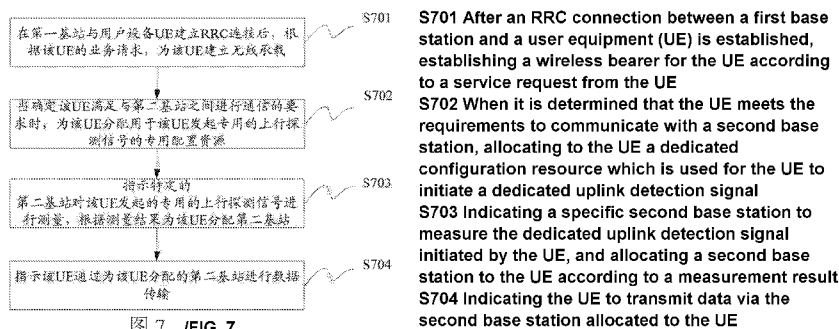 在第一基站与用户设备UE建立RRC连接后，根
据该UE的业务请求，为该UE建立无线承载
S701
当确定该UE满足与第二基站之间进行通信的要
求时，为该UE分配用于该UE发起专用的上行探
测信号的专用配置资源
S702
指示特定的
第二基站对该UE发起的专用的上行探测信号进
行测量，根据测量结果为该UE分配第二基站
S703
指示该UE通过为该UE分配的第二基站进行数据
传输
S704
图 7 /FIG. 7
S701 After an RRC connection between a first base
station and a user equipment (UE) is established,
establishing a wireless bearer for the UE according
to a service request from the UE
S702 When it is determined that the UE meets the
requirements to communicate with a second base
station, allocating to the UE a dedicated
configuration resource which is used for the UE to
initiate a dedicated uplink detection signal
S703 Indicating a specific second base station to
measure the dedicated uplink detection signal
initiated by the UE, and allocating a second base
station to the UE according to a measurement result
S704 Indicating the UE to transmit data via the
second base station allocated to the UE